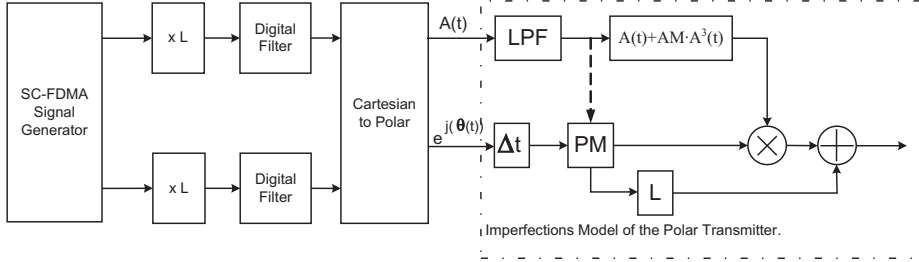 SC-FDMA
Signal
Generator
x L
Digital
Filter
x L
Digital
Filter
Cartesian
to Polar
A(t)
e^j(θ(t))
LPF
A(t)+AM·A³(t)
Δt
PM
L
Imperfections Model of the Polar Transmitter.